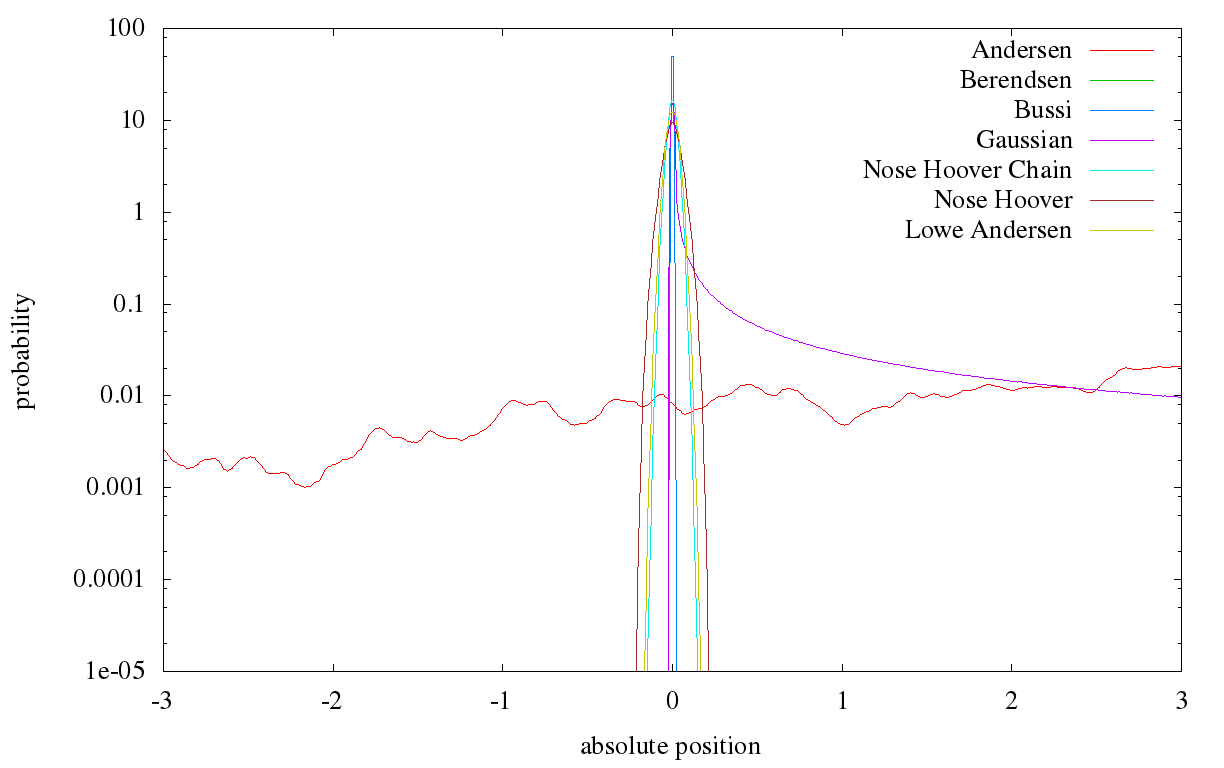 100
10
1
0.1
0.01
0.001
0.0001
1e-05
-3 -2 -1 0 1 2 3
probability
absolute position
Andersen
Berendsen
Bussi
Gaussian
Nose Hoover Chain
Nose Hoover
Lowe Andersen